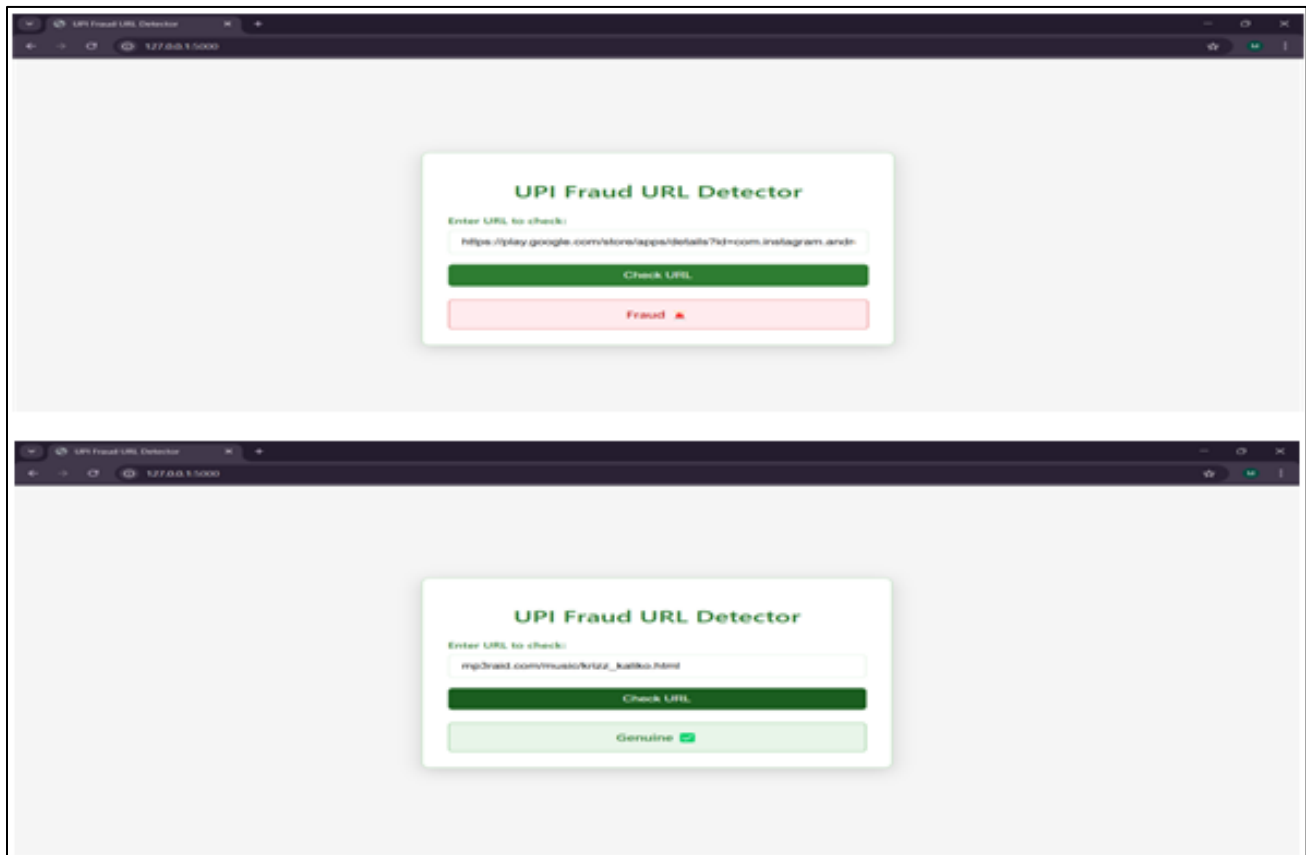 UPI Fraud URL Detector
127.0.0.1:5000
UPI Fraud URL Detector
Enter URL to check:
https://play.google.com/store/apps/details?id=com.instagram.andr
Check URL
Fraud
UPI Fraud URL Detector
127.0.0.1:5000
UPI Fraud URL Detector
Enter URL to check:
mp3raid.com/music/krizz_kaliko.html
Check URL
Genuine